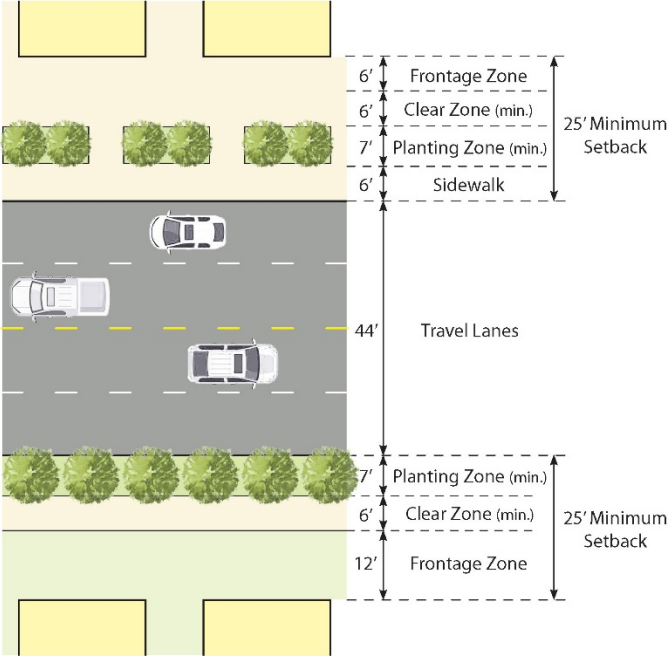 6’ Frontage Zone
6’ Clear Zone (min.)
25’ Minimum
Setback
7’ Planting Zone (min.)
6’ Sidewalk
44’ Travel Lanes
7’ Planting Zone (min.)
6’ Clear Zone (min.)
25’ Minimum
Setback
12’ Frontage Zone